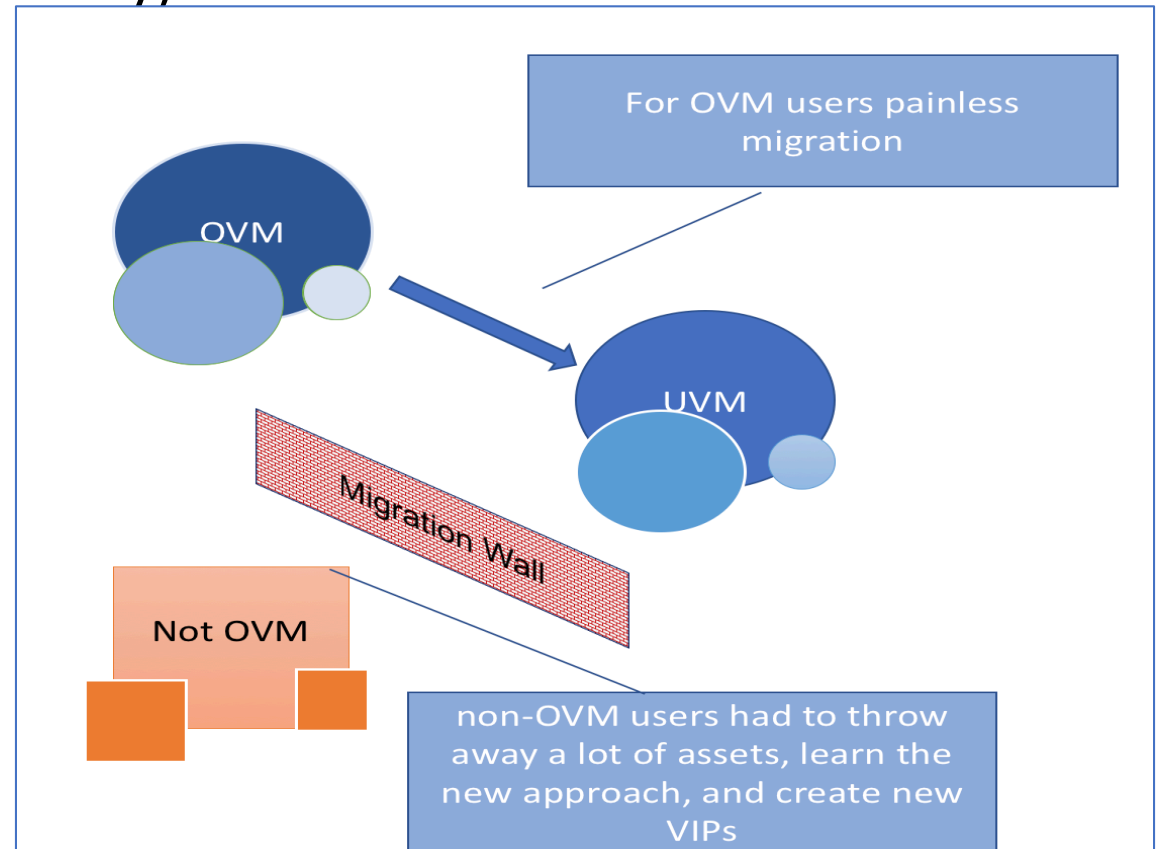 For OVM users painless
migration
OVM
UVM
Migration Wall
Not OVM
non-OVM users had to throw
away a lot of assets, learn the
new approach, and create new
VIPs